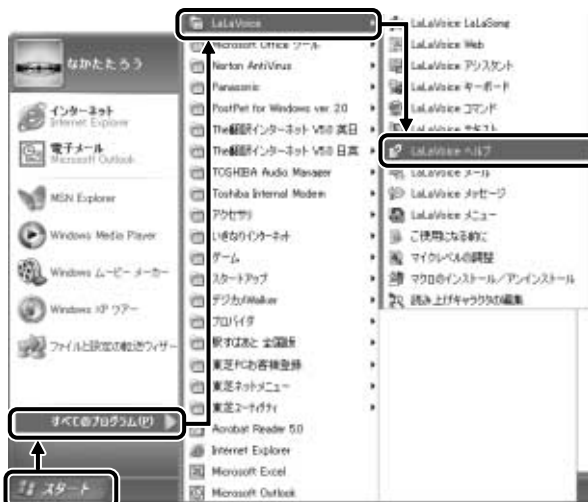 なかたたろう
インターネット
Internet Explorer
電子メール
Microsoft Outlook
MSN Explorer
Windows Media Player
Windows ムービー メーカー
Windows XP ツアー
ファイルと設定の転送ウィザー
すべてのプログラム(P)
スタート
LaLaVoice
Microsoft Office ツール
Norton AntiVirus
Panasonic
PostPet for Windows ver. 2.0
The翻訳インターネット V5.0 英日
The翻訳インターネット V5.0 日英
TOSHIBA Audio Manager
Toshiba Internal Modem
アクセサリ
いきなりインターネット
ゲーム
スタートアップ
デジカメWalker
プロバイダ
駅すぱあと 全国版
東芝PCお客様登録
東芝ネットメニュー
東芝ユーティリティ
Acrobat Reader 5.0
Internet Explorer
Microsoft Excel
Microsoft Outlook
LaLaVoice LaLaSong
LaLaVoice Web
LaLaVoice アシスタント
LaLaVoice キーボード
LaLaVoice コマンド
LaLaVoice テキスト
LaLaVoice ヘルプ
LaLaVoice メール
LaLaVoice メッセージ
LaLaVoice メニュー
ご使用になる前に
マイクレベルの調整
マクロのインストール/アンインストール
読み上げキャラクタの編集